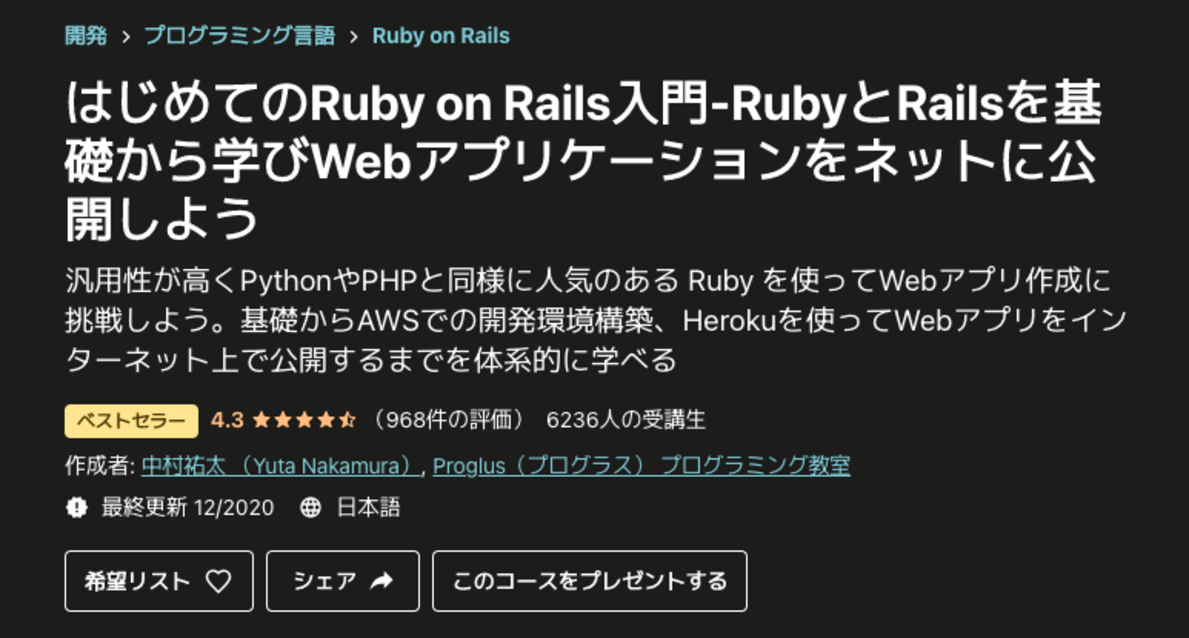 開発 › プログラミング言語 › Ruby on Rails
はじめてのRuby on Rails入門-RubyとRailsを基
礎から学びWebアプリケーションをネットに公
開しよう
汎用性が高くPythonやPHPと同様に人気のある Ruby を使ってWebアプリ作成に
挑戦しよう。基礎からAWSでの開発環境構築、Herokuを使ってWebアプリをイン
ターネット上で公開するまでを体系的に学べる
ベストセラー 4.3 （968件の評価） 6236人の受講生
作成者: 中村祐太 （Yuta Nakamura）, Proglus（プログラス） プログラミング教室
最終更新 12/2020 日本語
希望リスト シェア このコースをプレゼントする